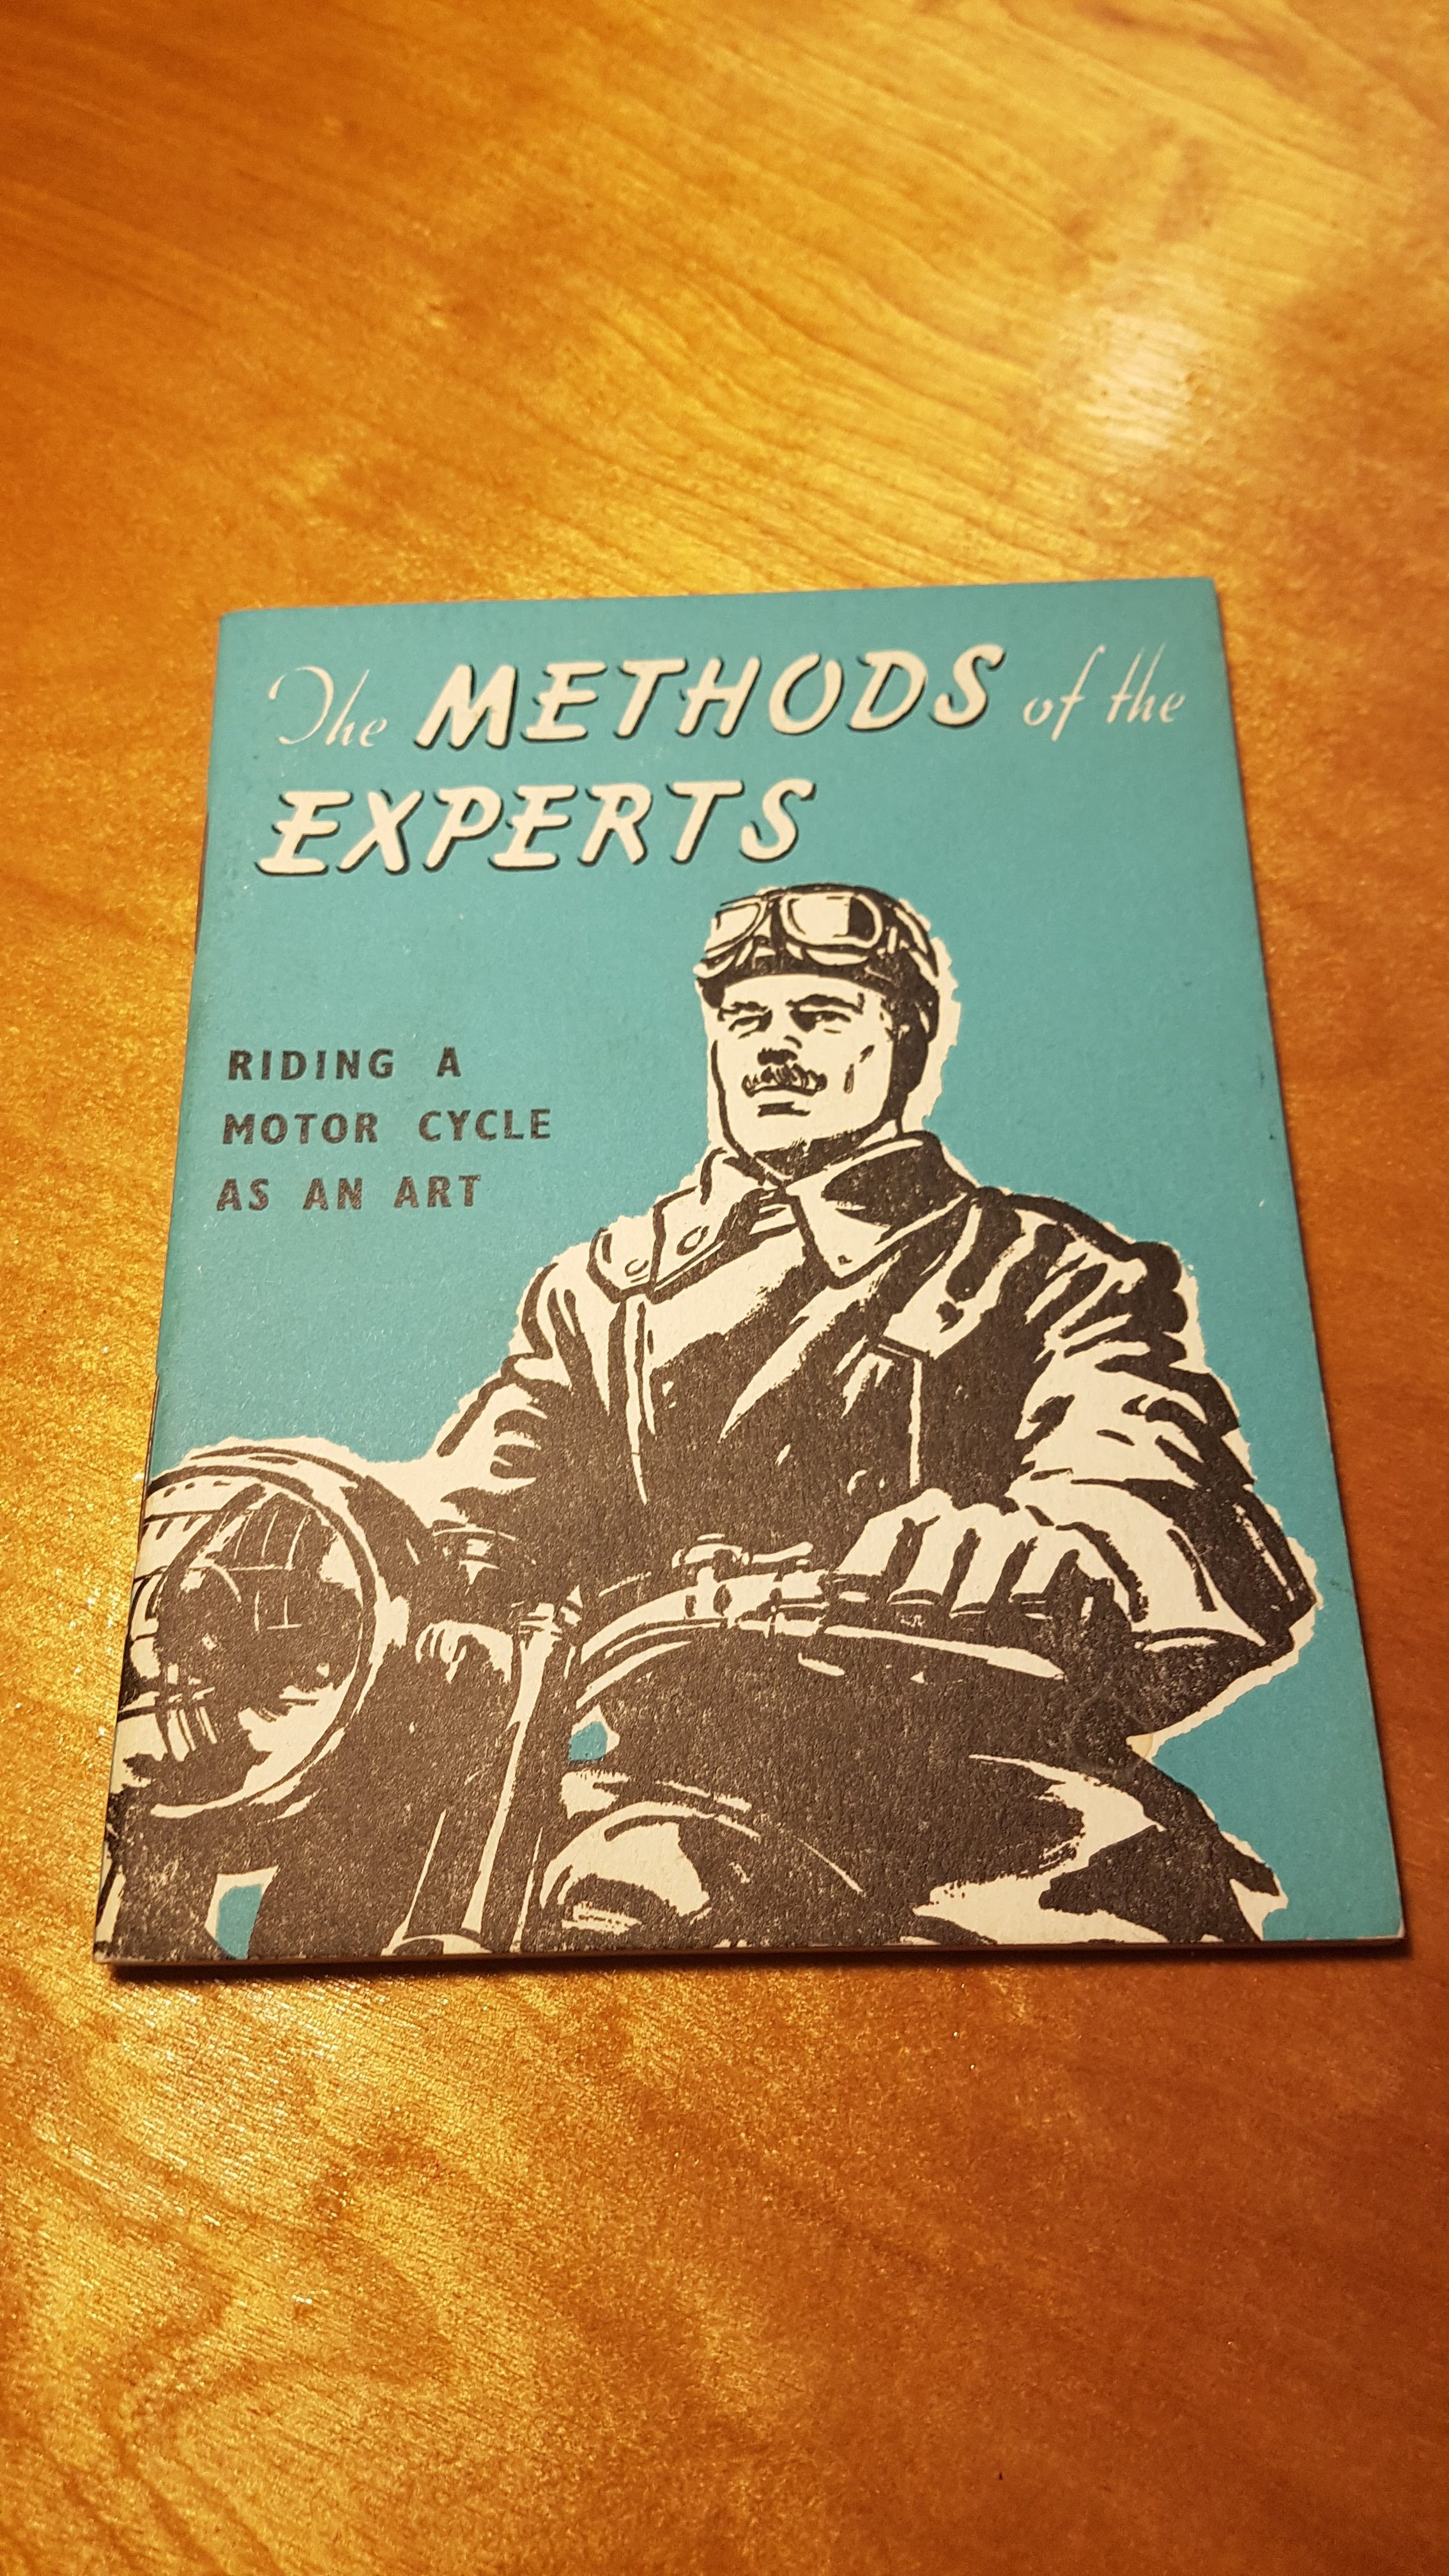 The METHODS of the
EXPERTS
RIDING A
MOTOR CYCLE
AS AN ART